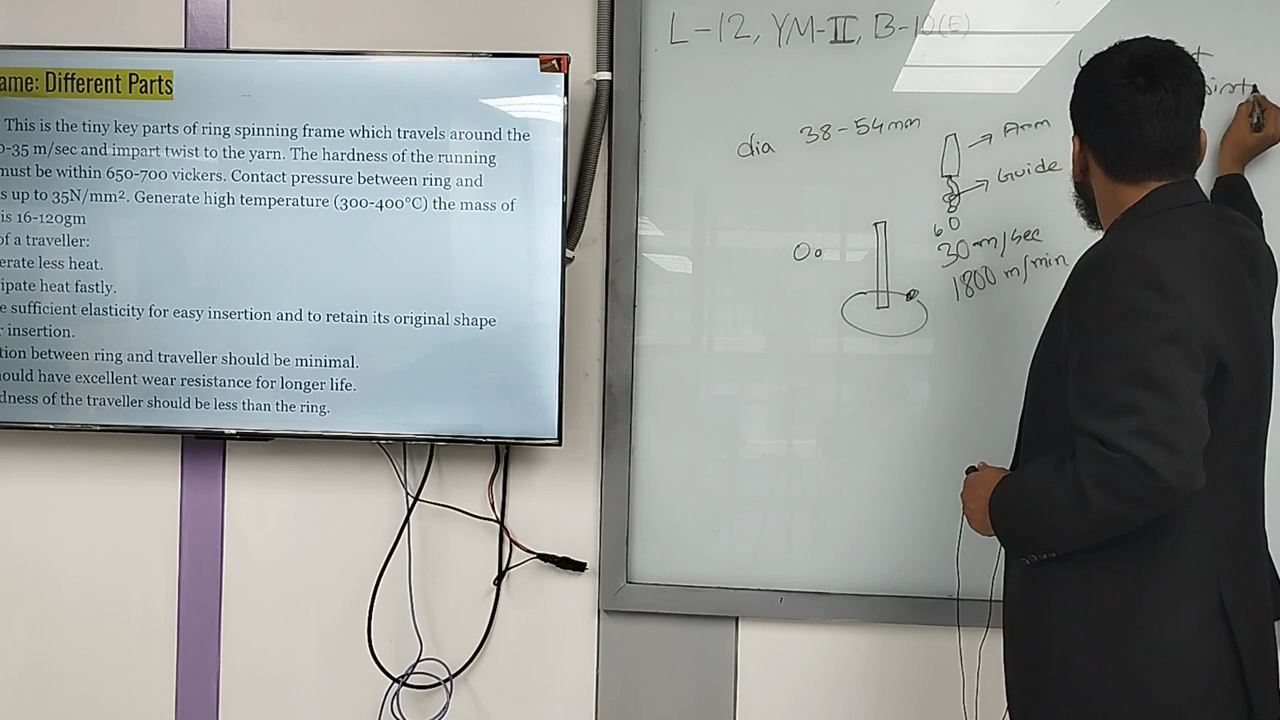 ame: Different Parts
This is the tiny key parts of ring spinning frame which travels around the
-35 m/sec and impart twist to the yarn. The hardness of the running
must be within 650-700 vickers. Contact pressure between ring and
s up to 35N/mm². Generate high temperature (300-400°C) the mass of
is 16-120gm
of a traveller:
erate less heat.
ipate heat fastly.
e sufficient elasticity for easy insertion and to retain its original shape
r insertion.
tion between ring and traveller should be minimal.
ould have excellent wear resistance for longer life.
dness of the traveller should be less than the ring.
L-12, YM-II, B-10(E)
dia 38-54mm
Arm
Guide
60
30m/sec
1800 m/min